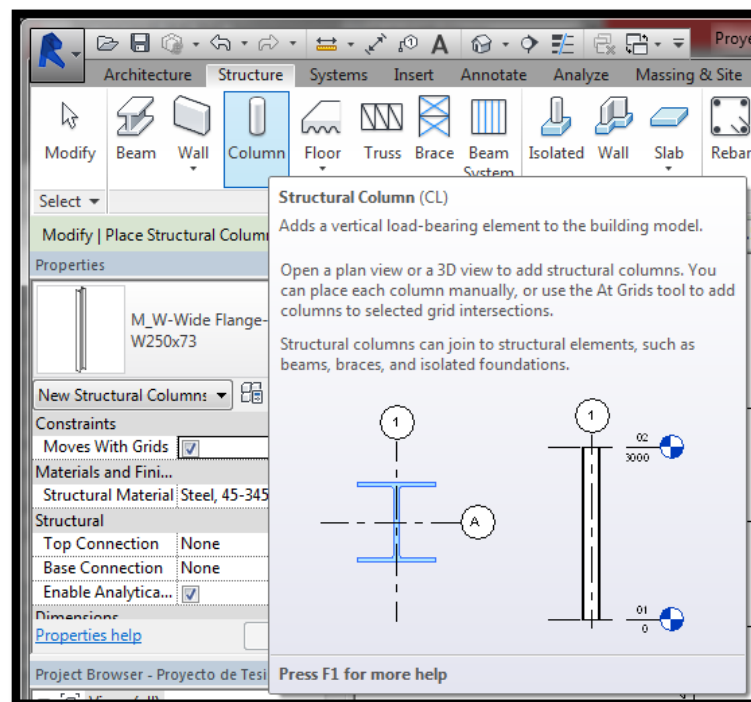 Proye
Architecture Structure Systems Insert Annotate Analyze Massing & Site
Modify Beam Wall Column Floor Truss Brace Beam System Isolated Wall Slab Rebar
Select
Modify | Place Structural Column
Properties
M_W-Wide Flange-
W250x73
New Structural Columns
Constraints
Moves With Grids
Materials and Fini...
Structural Material Steel, 45-345
Structural
Top Connection None
Base Connection None
Enable Analytica...
Dimensions
Properties help
Project Browser - Proyecto de Tesi
Structural Column (CL)
Adds a vertical load-bearing element to the building model.
Open a plan view or a 3D view to add structural columns. You
can place each column manually, or use the At Grids tool to add
columns to selected grid intersections.
Structural columns can join to structural elements, such as
beams, braces, and isolated foundations.
1
A
1
02
3000
01
0
Press F1 for more help